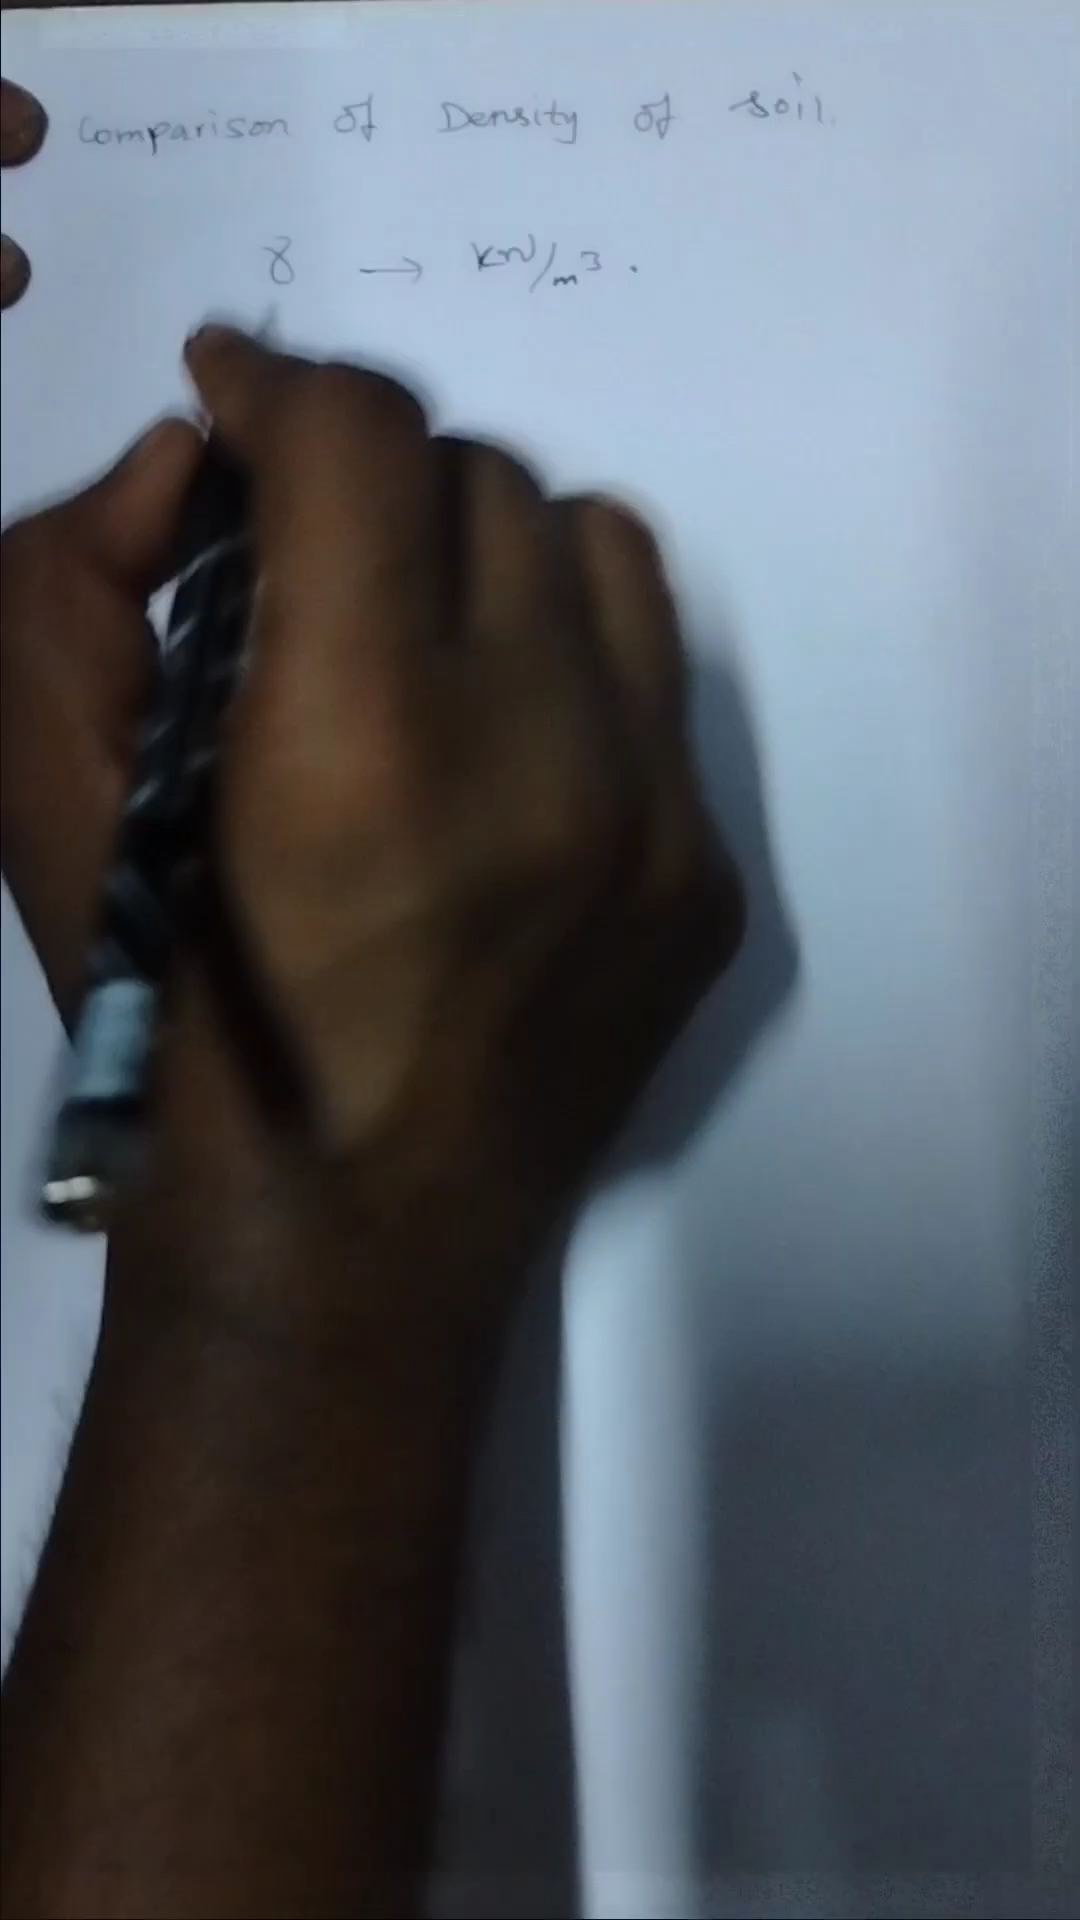 Comparison of Density of soil.
γ → kN/m³.